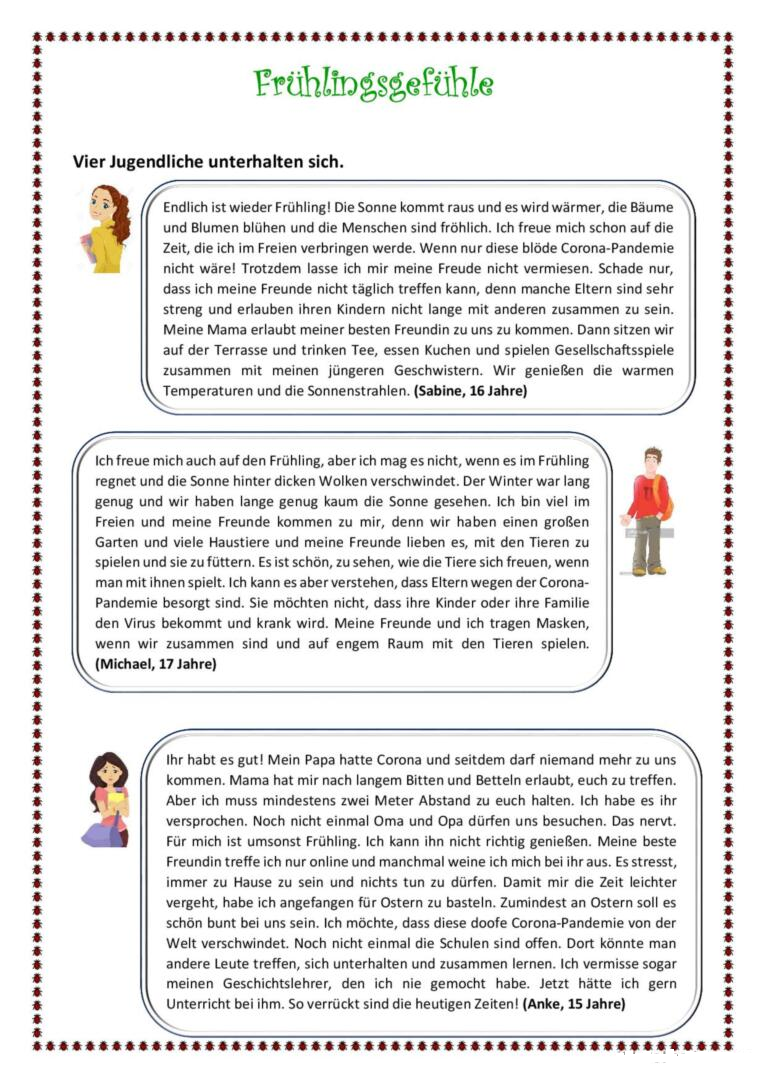 Frühlingsgefühle
Vier Jugendliche unterhalten sich.
Endlich ist wieder Frühling! Die Sonne kommt raus und es wird wärmer, die Bäume
und Blumen blühen und die Menschen sind fröhlich. Ich freue mich schon auf die
Zeit, die ich im Freien verbringen werde. Wenn nur diese blöde Corona-Pandemie
nicht wäre! Trotzdem lasse ich mir meine Freude nicht vermiesen. Schade nur,
dass ich meine Freunde nicht täglich treffen kann, denn manche Eltern sind sehr
streng und erlauben ihren Kindern nicht lange mit anderen zusammen zu sein.
Meine Mama erlaubt meiner besten Freundin zu uns zu kommen. Dann sitzen wir
auf der Terrasse und trinken Tee, essen Kuchen und spielen Gesellschaftsspiele
zusammen mit meinen jüngeren Geschwistern. Wir genießen die warmen
Temperaturen und die Sonnenstrahlen. (Sabine, 16 Jahre)
Ich freue mich auch auf den Frühling, aber ich mag es nicht, wenn es im Frühling
regnet und die Sonne hinter dicken Wolken verschwindet. Der Winter war lang
genug und wir haben lange genug kaum die Sonne gesehen. Ich bin viel im
Freien und meine Freunde kommen zu mir, denn wir haben einen großen
Garten und viele Haustiere und meine Freunde lieben es, mit den Tieren zu
spielen und sie zu füttern. Es ist schön, zu sehen, wie die Tiere sich freuen, wenn
man mit ihnen spielt. Ich kann es aber verstehen, dass Eltern wegen der Corona-
Pandemie besorgt sind. Sie möchten nicht, dass ihre Kinder oder ihre Familie
den Virus bekommt und krank wird. Meine Freunde und ich tragen Masken,
wenn wir zusammen sind und auf engem Raum mit den Tieren spielen.
(Michael, 17 Jahre)
Ihr habt es gut! Mein Papa hatte Corona und seitdem darf niemand mehr zu uns
kommen. Mama hat mir nach langem Bitten und Betteln erlaubt, euch zu treffen.
Aber ich muss mindestens zwei Meter Abstand zu euch halten. Ich habe es ihr
versprochen. Noch nicht einmal Oma und Opa dürfen uns besuchen. Das nervt.
Für mich ist umsonst Frühling. Ich kann ihn nicht richtig genießen. Meine beste
Freundin treffe ich nur online und manchmal weine ich mich bei ihr aus. Es stresst,
immer zu Hause zu sein und nichts tun zu dürfen. Damit mir die Zeit leichter
vergeht, habe ich angefangen für Ostern zu basteln. Zumindest an Ostern soll es
schön bunt bei uns sein. Ich möchte, dass diese doofe Corona-Pandemie von der
Welt verschwindet. Noch nicht einmal die Schulen sind offen. Dort könnte man
andere Leute treffen, sich unterhalten und zusammen lernen. Ich vermisse sogar
meinen Geschichtslehrer, den ich nie gemocht habe. Jetzt hätte ich gern
Unterricht bei ihm. So verrückt sind die heutigen Zeiten! (Anke, 15 Jahre)